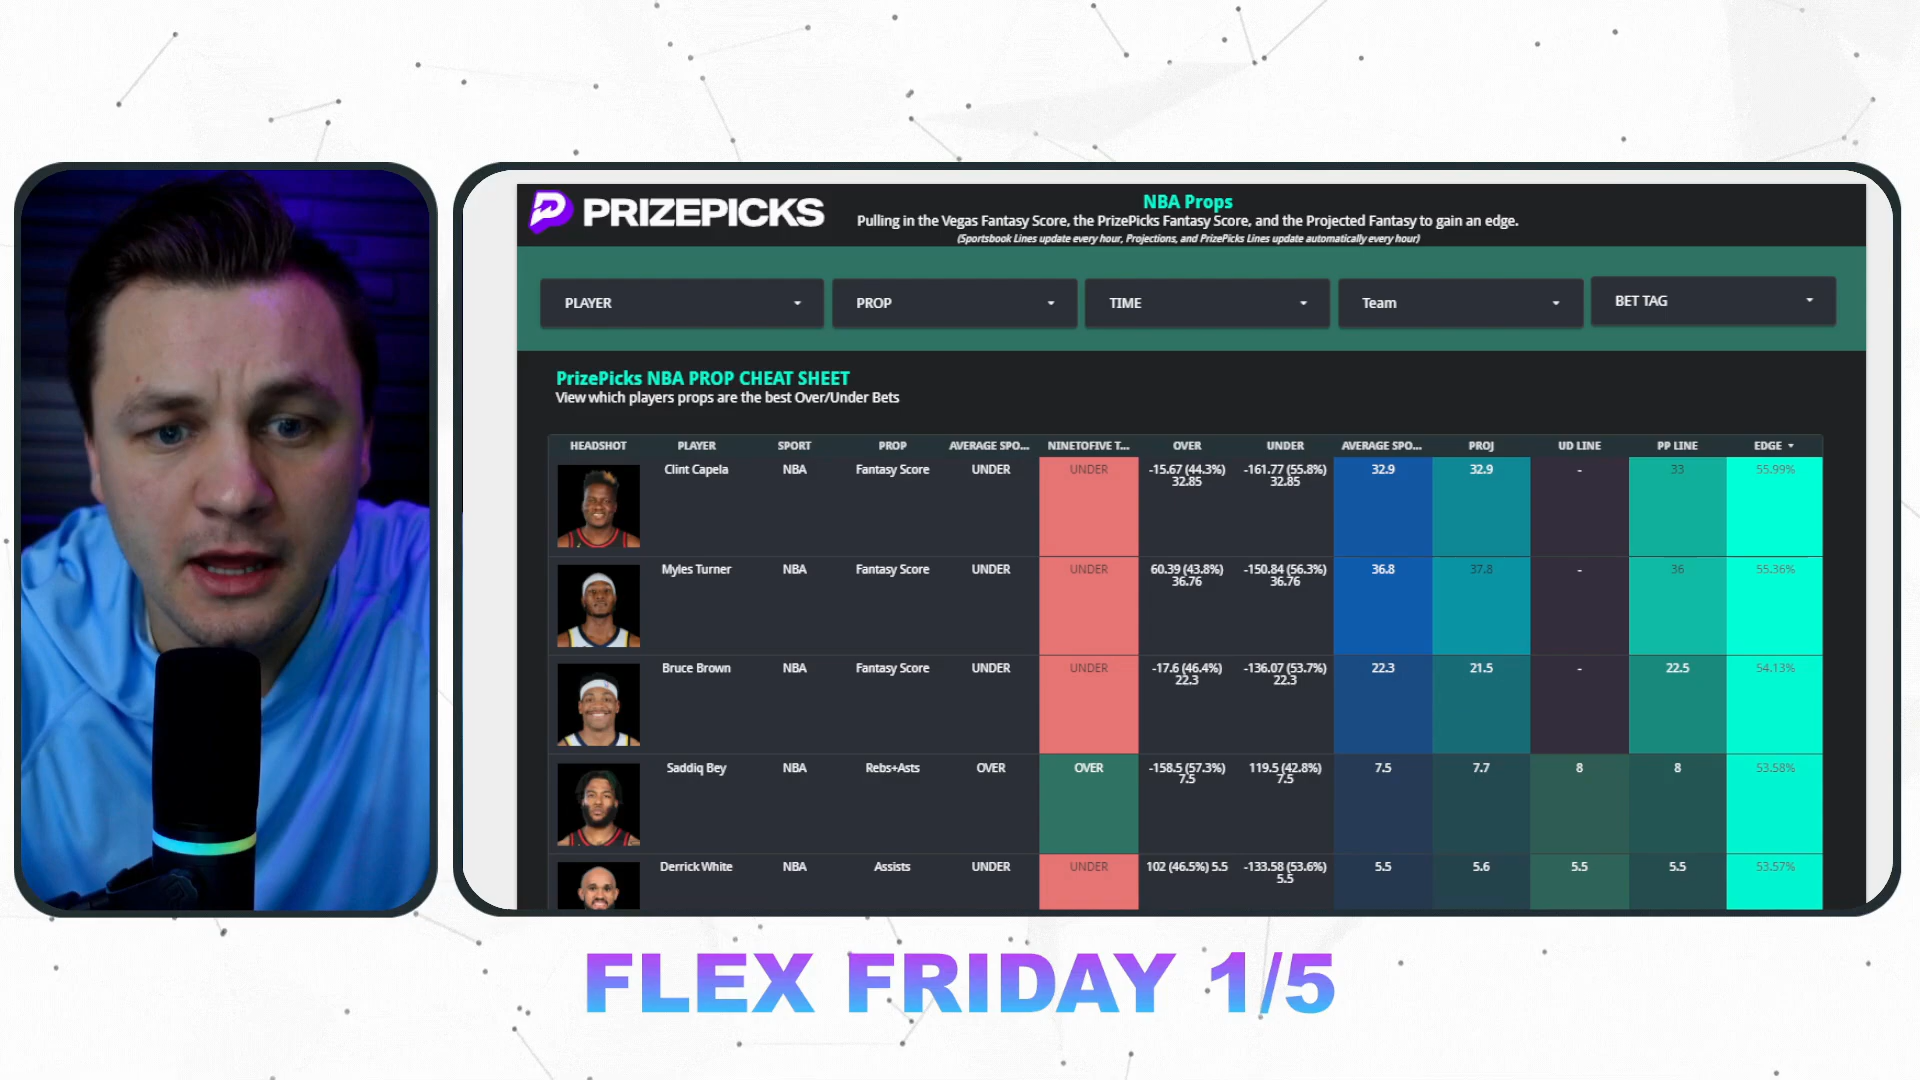 PRIZEPICKS
NBA Props
Pulling in the Vegas Fantasy Score, the PrizePicks Fantasy Score, and the Projected Fantasy to gain an edge.
(Sportsbook Lines update every hour, Projections, and PrizePicks Lines update automatically every hour)
PLAYER PROP TIME Team BET TAG
PrizePicks NBA PROP CHEAT SHEET
View which players props are the best Over/Under Bets
HEADSHOT PLAYER SPORT PROP AVERAGE SPO... NINETOFIVE T... OVER UNDER AVERAGE SPO... PROJ UD LINE PP LINE EDGE
Clint Capela NBA Fantasy Score UNDER UNDER -15.67 (44.3%) -161.77 (55.8%) 32.9 32.9 - 33 55.99%
32.85 32.85
Myles Turner NBA Fantasy Score UNDER UNDER 60.39 (43.8%) -150.84 (56.3%) 36.8 37.8 - 36 55.36%
36.76 36.76
Bruce Brown NBA Fantasy Score UNDER UNDER -17.6 (46.4%) -136.07 (53.7%) 22.3 21.5 - 22.5 54.13%
22.3 22.3
Saddiq Bey NBA Rebs+Asts OVER OVER -158.5 (57.3%) 119.5 (42.8%) 7.5 7.7 8 8 53.58%
7.5 7.5
Derrick White NBA Assists UNDER UNDER 102 (46.5%) 5.5 -133.58 (53.6%) 5.5 5.6 5.5 5.5 53.57%
5.5
FLEX FRIDAY 1/5